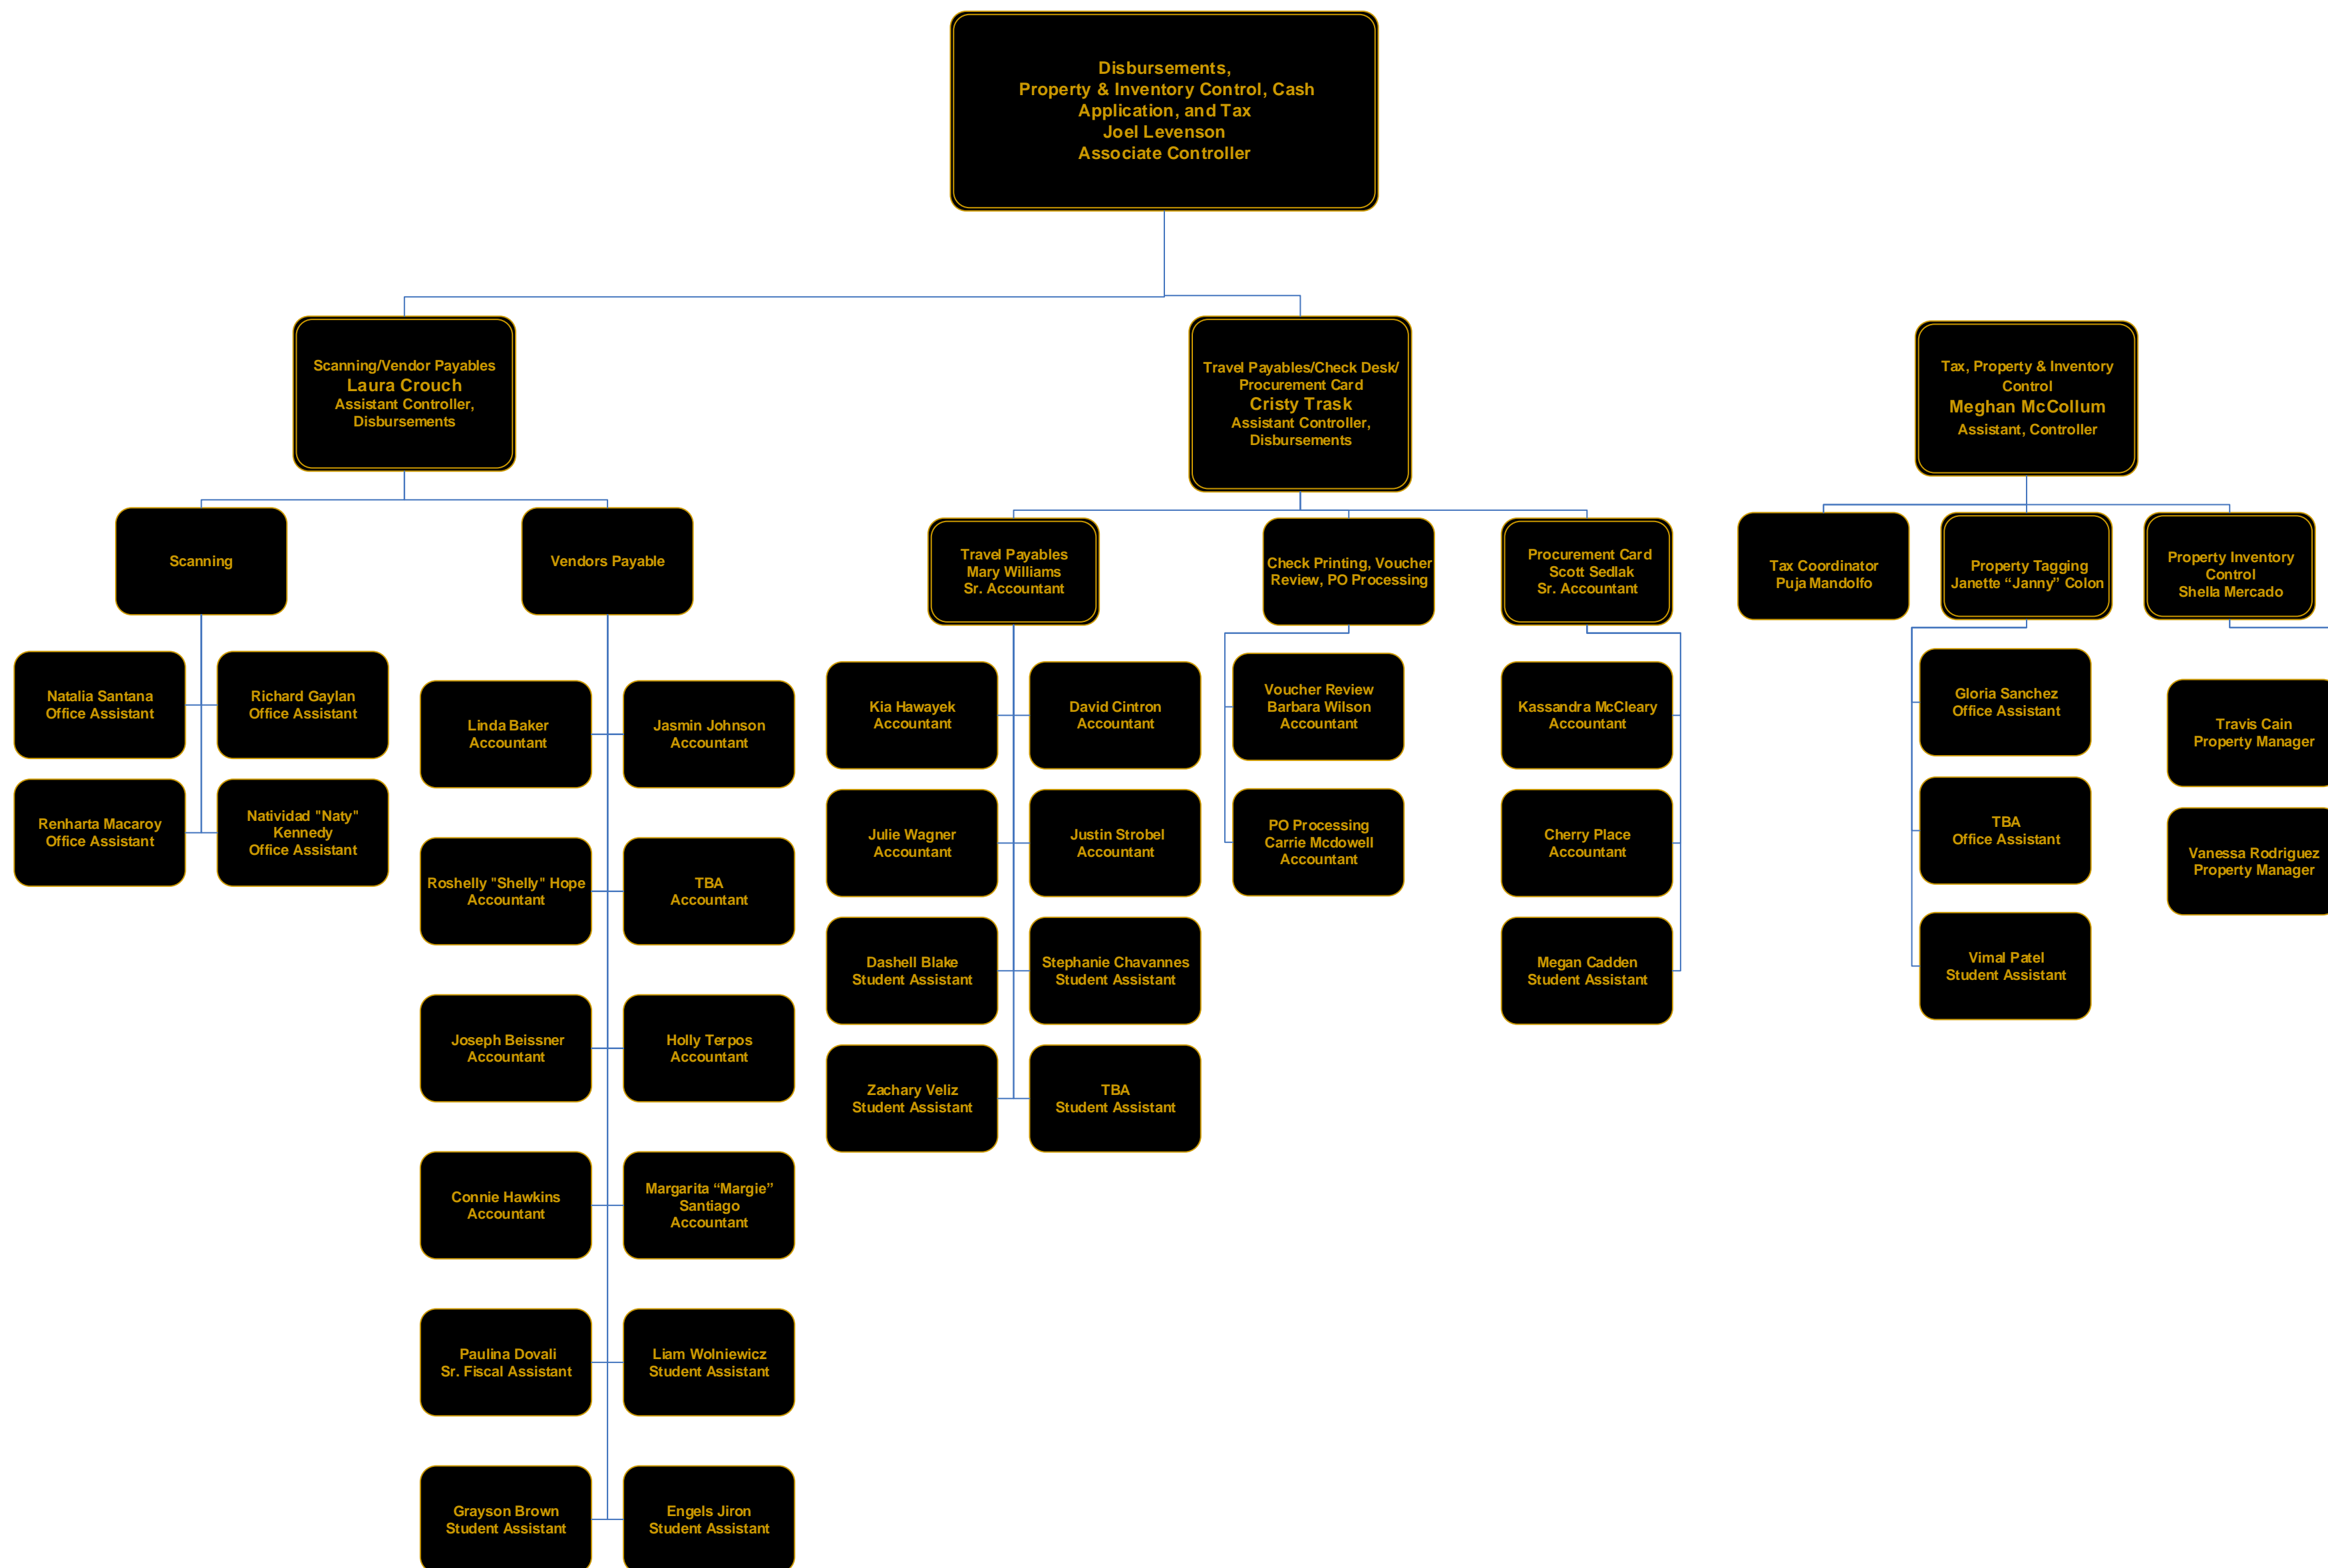 Disbursements,
Property & Inventory Control, Cash
Application, and Tax
Joel Levenson
Associate Controller
Scanning/Vendor Payables
Laura Crouch
Assistant Controller,
Disbursements
Travel Payables/Check Desk/
Procurement Card
Cristy Trask
Assistant Controller,
Disbursements
Tax, Property & Inventory
Control
Meghan McCollum
Assistant, Controller
Scanning
Vendors Payable
Travel Payables
Mary Williams
Sr. Accountant
Check Printing, Voucher
Review, PO Processing
Procurement Card
Scott Sedlak
Sr. Accountant
Tax Coordinator
Puja Mandolfo
Property Tagging
Janette “Janny” Colon
Property Inventory
Control
Shella Mercado
Natalia Santana
Office Assistant
Richard Gaylan
Office Assistant
Renharta Macaroy
Office Assistant
Natividad "Naty"
Kennedy
Office Assistant
Linda Baker
Accountant
Jasmin Johnson
Accountant
Roshelly "Shelly" Hope
Accountant
TBA
Accountant
Joseph Beissner
Accountant
Holly Terpos
Accountant
Connie Hawkins
Accountant
Margarita “Margie”
Santiago
Accountant
Paulina Dovali
Sr. Fiscal Assistant
Liam Wolniewicz
Student Assistant
Grayson Brown
Student Assistant
Engels Jiron
Student Assistant
Kia Hawayek
Accountant
David Cintron
Accountant
Julie Wagner
Accountant
Justin Strobel
Accountant
Dashell Blake
Student Assistant
Stephanie Chavannes
Student Assistant
Zachary Veliz
Student Assistant
TBA
Student Assistant
Voucher Review
Barbara Wilson
Accountant
PO Processing
Carrie Mcdowell
Accountant
Kassandra McCleary
Accountant
Cherry Place
Accountant
Megan Cadden
Student Assistant
Gloria Sanchez
Office Assistant
TBA
Office Assistant
Vimal Patel
Student Assistant
Travis Cain
Property Manager
Vanessa Rodriguez
Property Manager